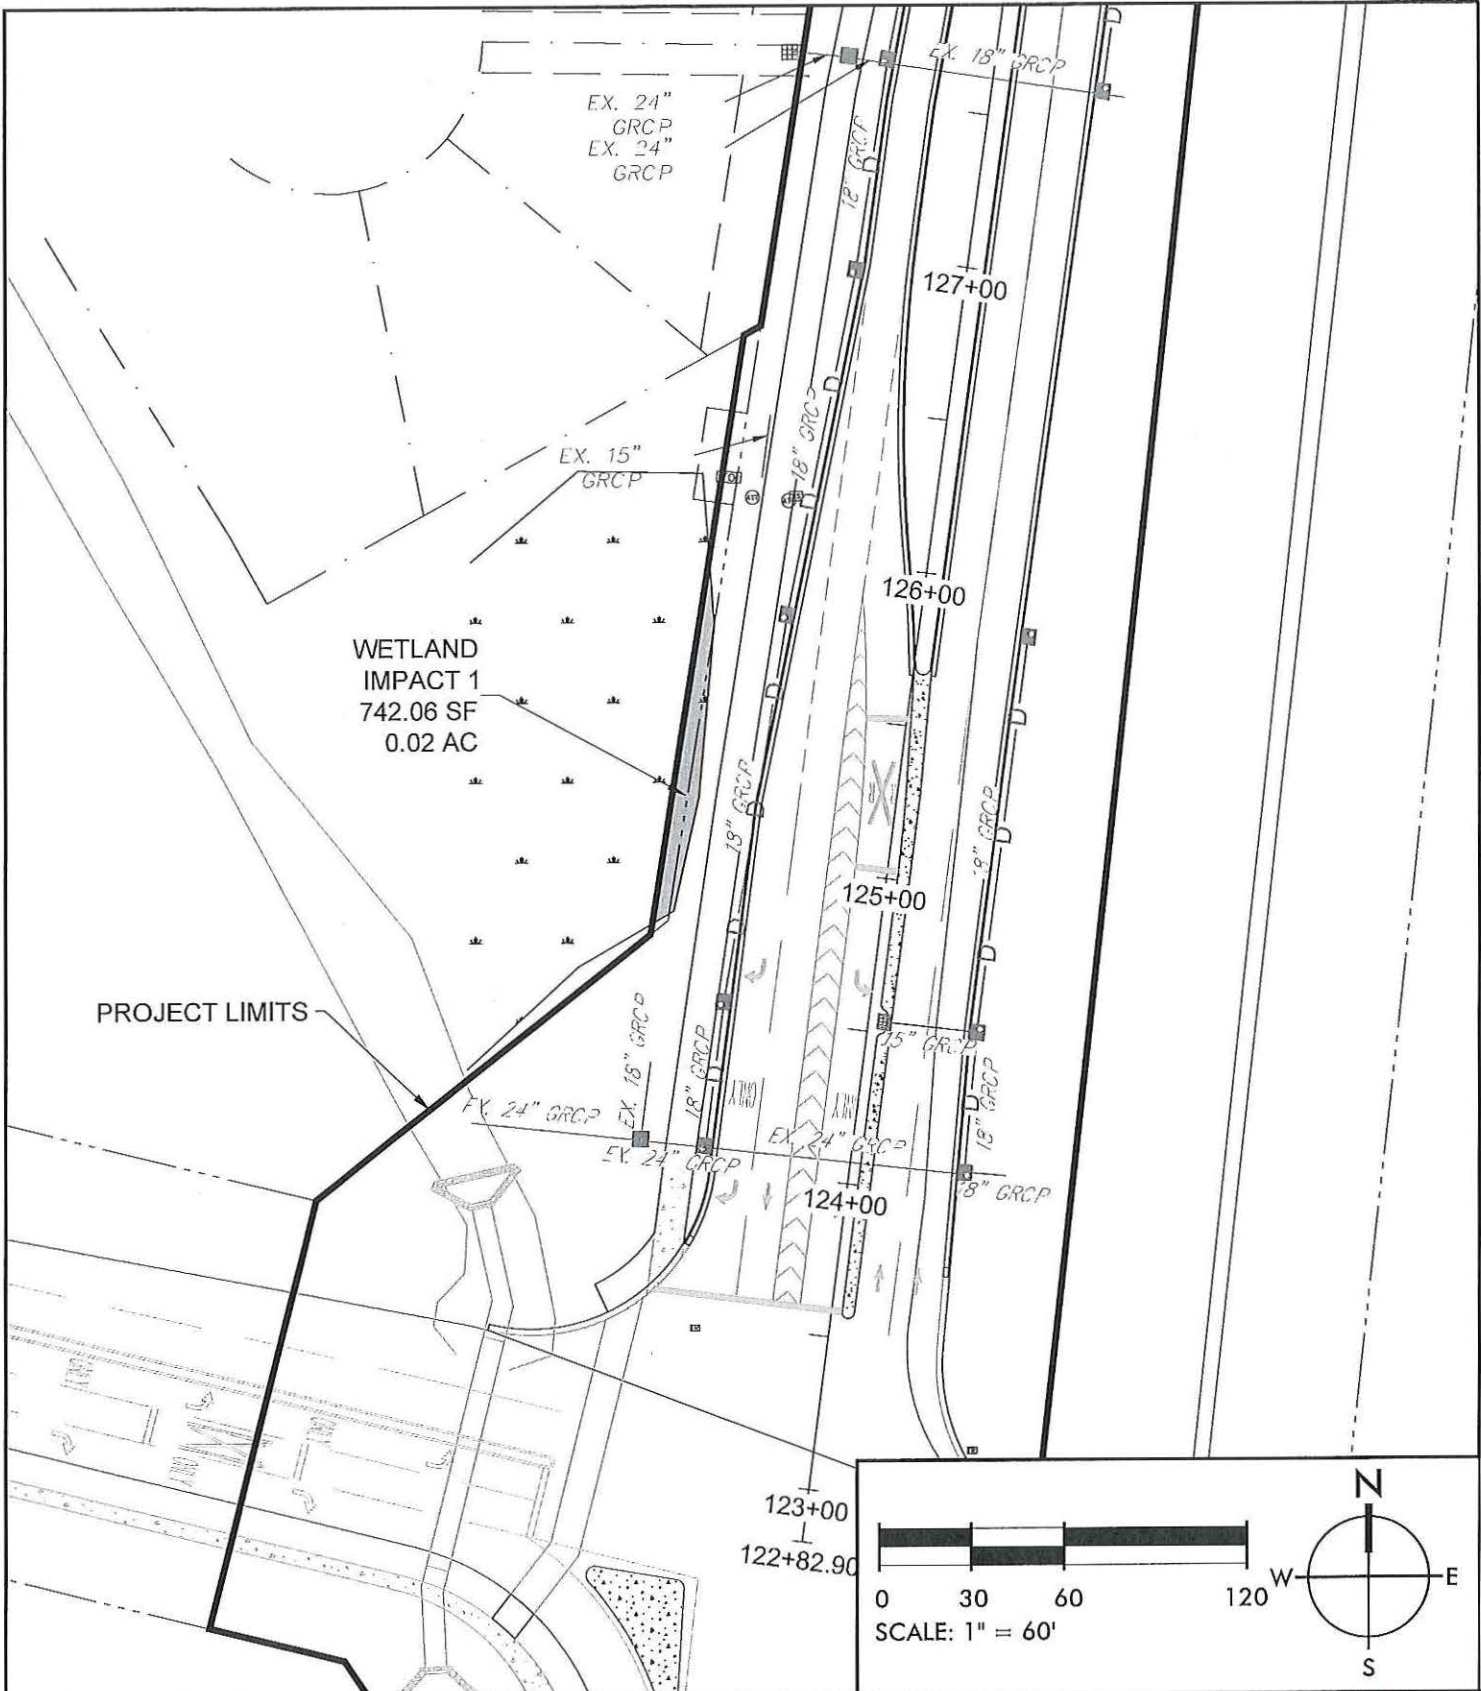 EX. 18" GRCP
EX. 24"
GRCP
EX. 24"
GRCP
18" GRCP
127+00
18" GRCP
EX. 15"
GRCP
126+00
WETLAND
IMPACT 1
742.06 SF
0.02 AC
18" GRCP
18" GRCP
125+00
PROJECT LIMITS
EX. 18" GRCP
15" GRCP
18" GRCP
18" GRCP
ONLY
EX. 24" GRCP
EX. 24" GRCP
EX. 24" GRCP
18" GRCP
124+00
123+00
122+82.90
N
W
E
S
0 30 60 120
SCALE: 1" = 60'